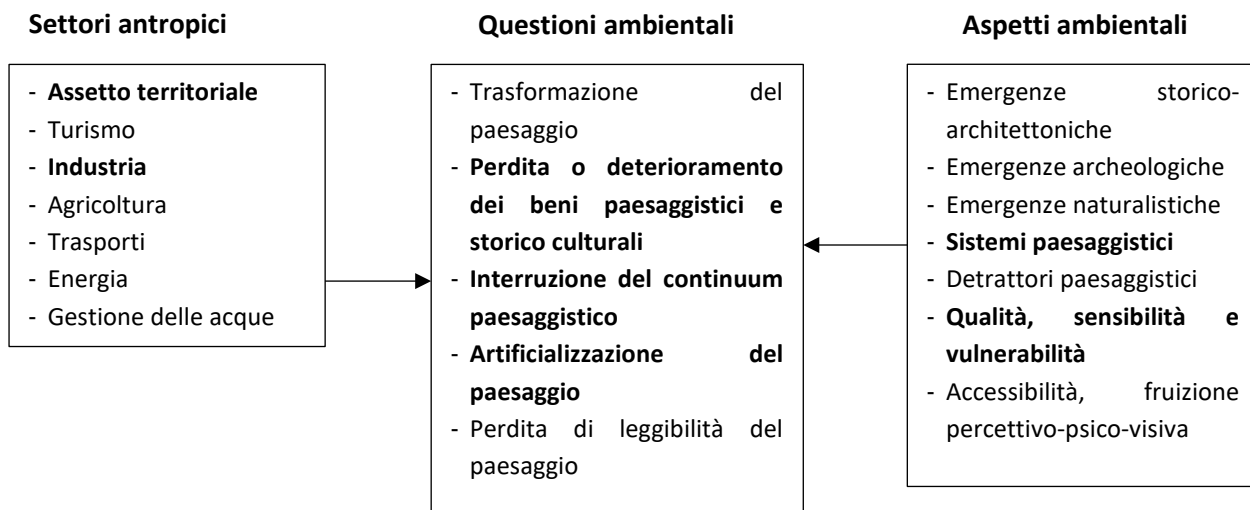 Settori antropici
- Assetto territoriale
- Turismo
- Industria
- Agricoltura
- Trasporti
- Energia
- Gestione delle acque
Questioni ambientali
- Trasformazione del
paesaggio
- Perdita o deterioramento
dei beni paesaggistici e
storico culturali
- Interruzione del continuum
paesaggistico
- Artificializzazione del
paesaggio
- Perdita di leggibilità del
paesaggio
Aspetti ambientali
- Emergenze storico-
architettoniche
- Emergenze archeologiche
- Emergenze naturalistiche
- Sistemi paesaggistici
- Detrattori paesaggistici
- Qualità, sensibilità e
vulnerabilità
- Accessibilità, fruizione
percettivo-psico-visiva